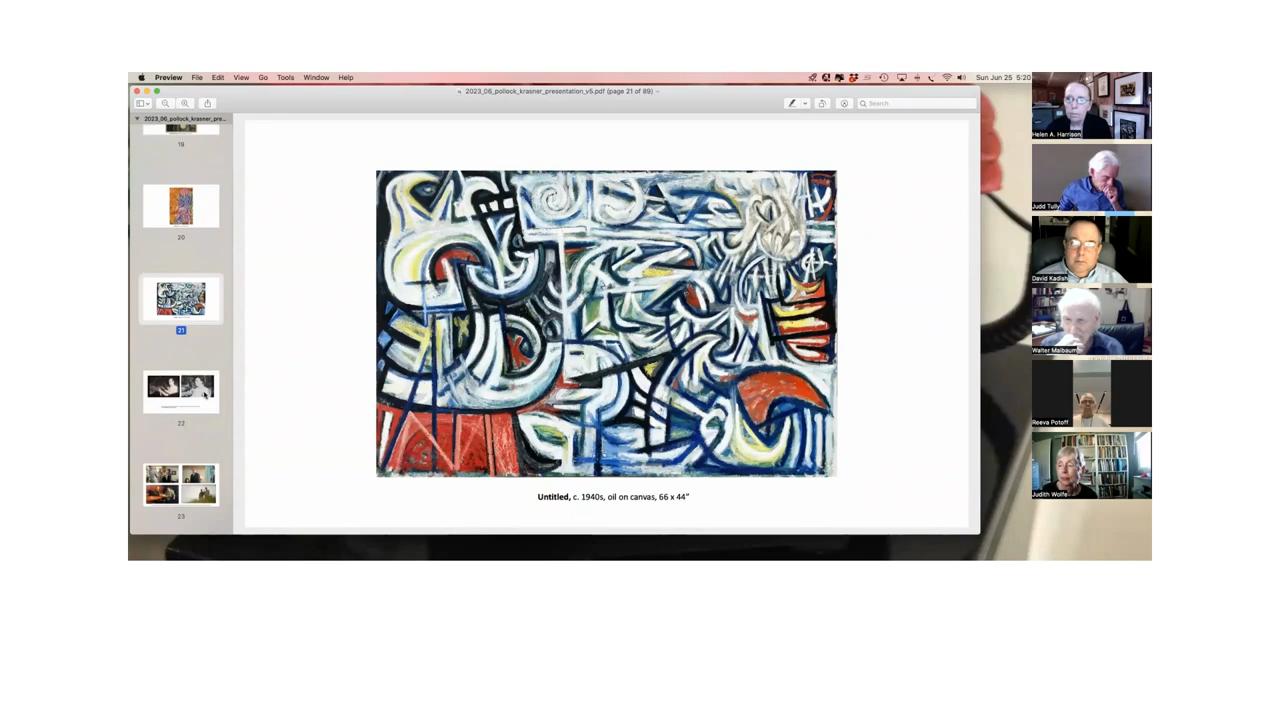 Preview File Edit View Go Tools Window Help
Sun Jun 25 5:20
2023_06_pollock_krasner_presentation_v5.pdf (page 21 of 89)
Search
2023_06_pollock_krasner_pre...
19
20
21
22
23
Untitled, c. 1940s, oil on canvas, 66 x 44"
Helen A. Harrison
Judd Tully
David Kadish
Walter Malbaum
Reeva Potoff
Judith Wolfe